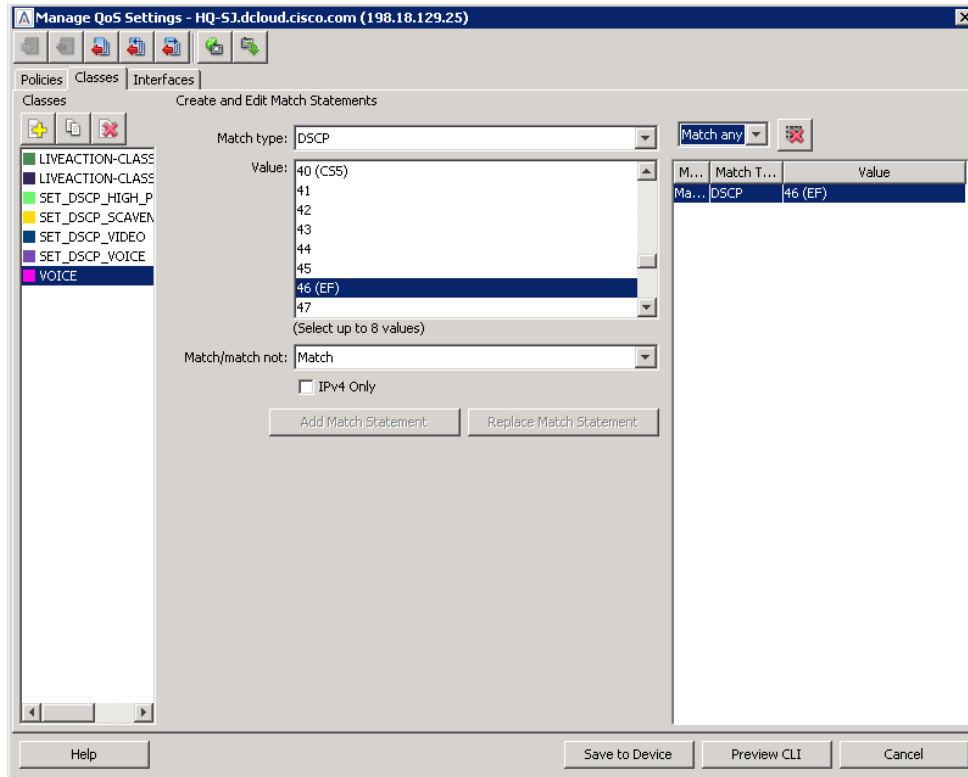 Manage QoS Settings - HQ-SJ.dcloud.cisco.com (198.18.129.25)
Policies Classes Interfaces
Classes
Create and Edit Match Statements
Match type: DSCP
Match any
LIVEACTION-CLASS
LIVEACTION-CLASS
SET_DSCP_HIGH_P
SET_DSCP_SCAVEN
SET_DSCP_VIDEO
SET_DSCP_VOICE
VOICE
Value: 40 (CS5)
41
42
43
44
45
46 (EF)
47
(Select up to 8 values)
Match/match not: Match
IPv4 Only
Add Match Statement Replace Match Statement
M... Match T... Value
Ma... DSCP 46 (EF)
Help Save to Device Preview CLI Cancel